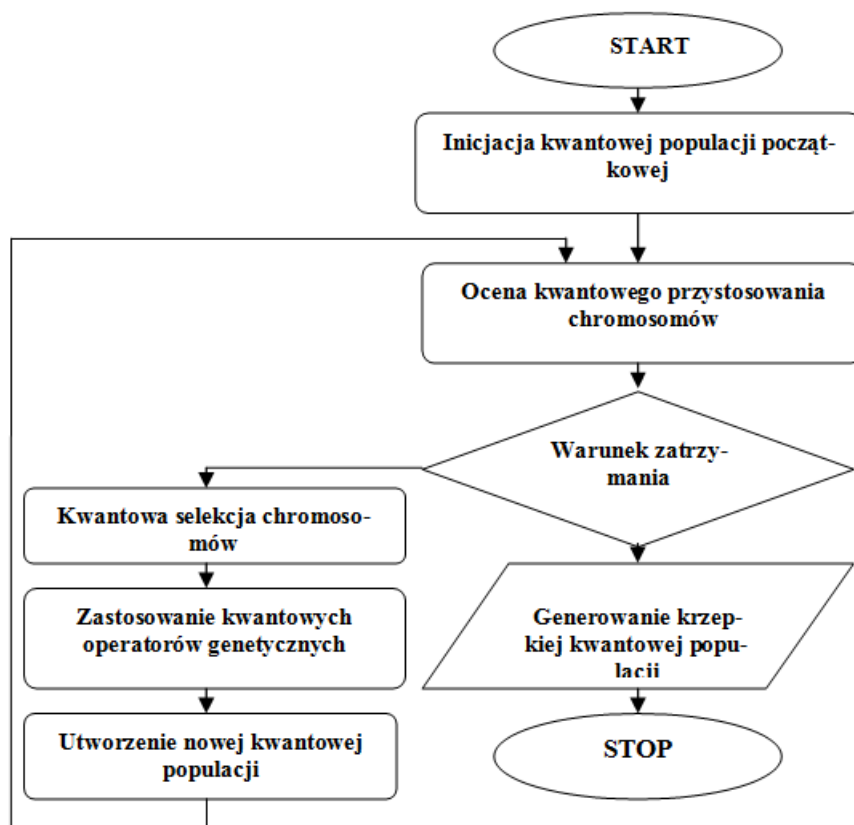 START
Inicjacja kwantowej populacji począt-
kowej
Ocena kwantowego przystosowania
chromosomów
Warunek zatrzy-
mania
Kwantowa selekcja chromoso-
mów
Zastosowanie kwantowych
operatorów genetycznych
Utworzenie nowej kwantowej
populacji
Generowanie krzep-
kiej kwantowej popu-
lacji
STOP